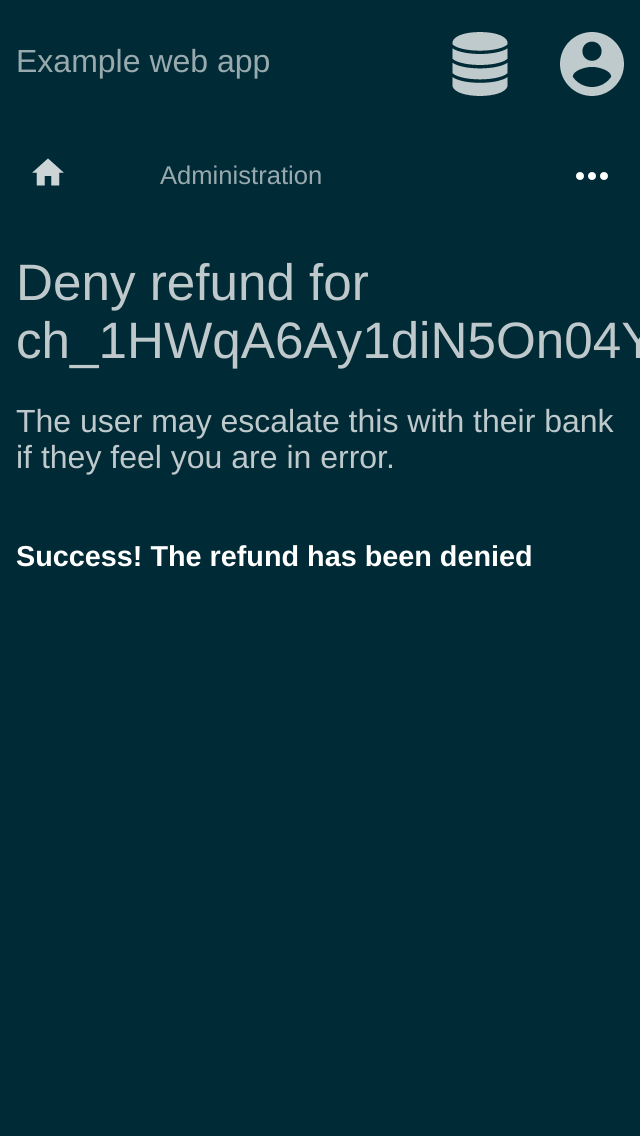 Example web app
Administration
Deny refund for
ch_1HWqA6Ay1diN5On04Y
The user may escalate this with their bank
if they feel you are in error.
Success! The refund has been denied